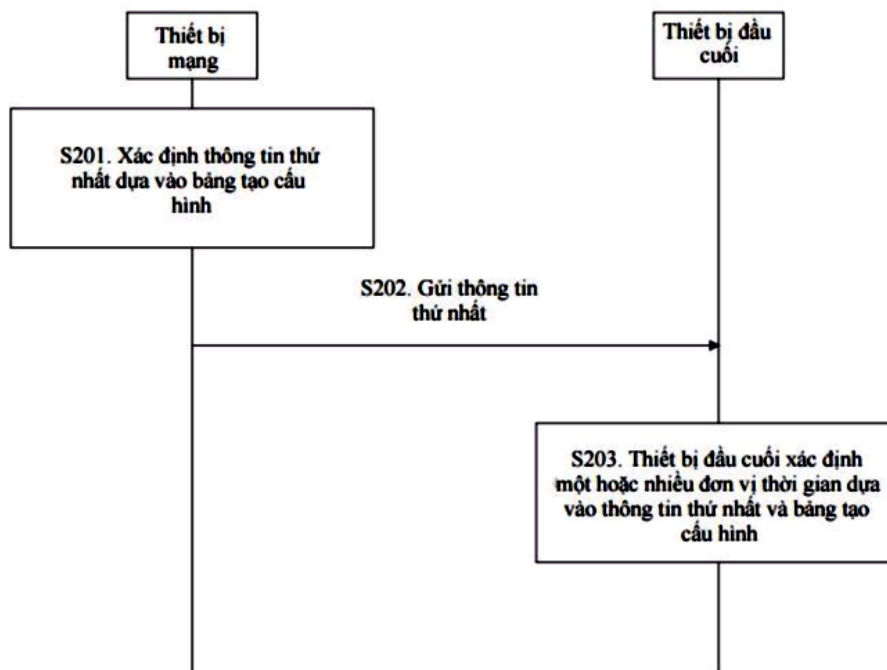 Thiết bị
mạng
Thiết bị đầu
cuối
S201. Xác định thông tin thứ
nhất dựa vào bảng tạo cấu
hình
S202. Gửi thông tin
thứ nhất
S203. Thiết bị đầu cuối xác định
một hoặc nhiều đơn vị thời gian dựa
vào thông tin thứ nhất và bảng tạo
cấu hình